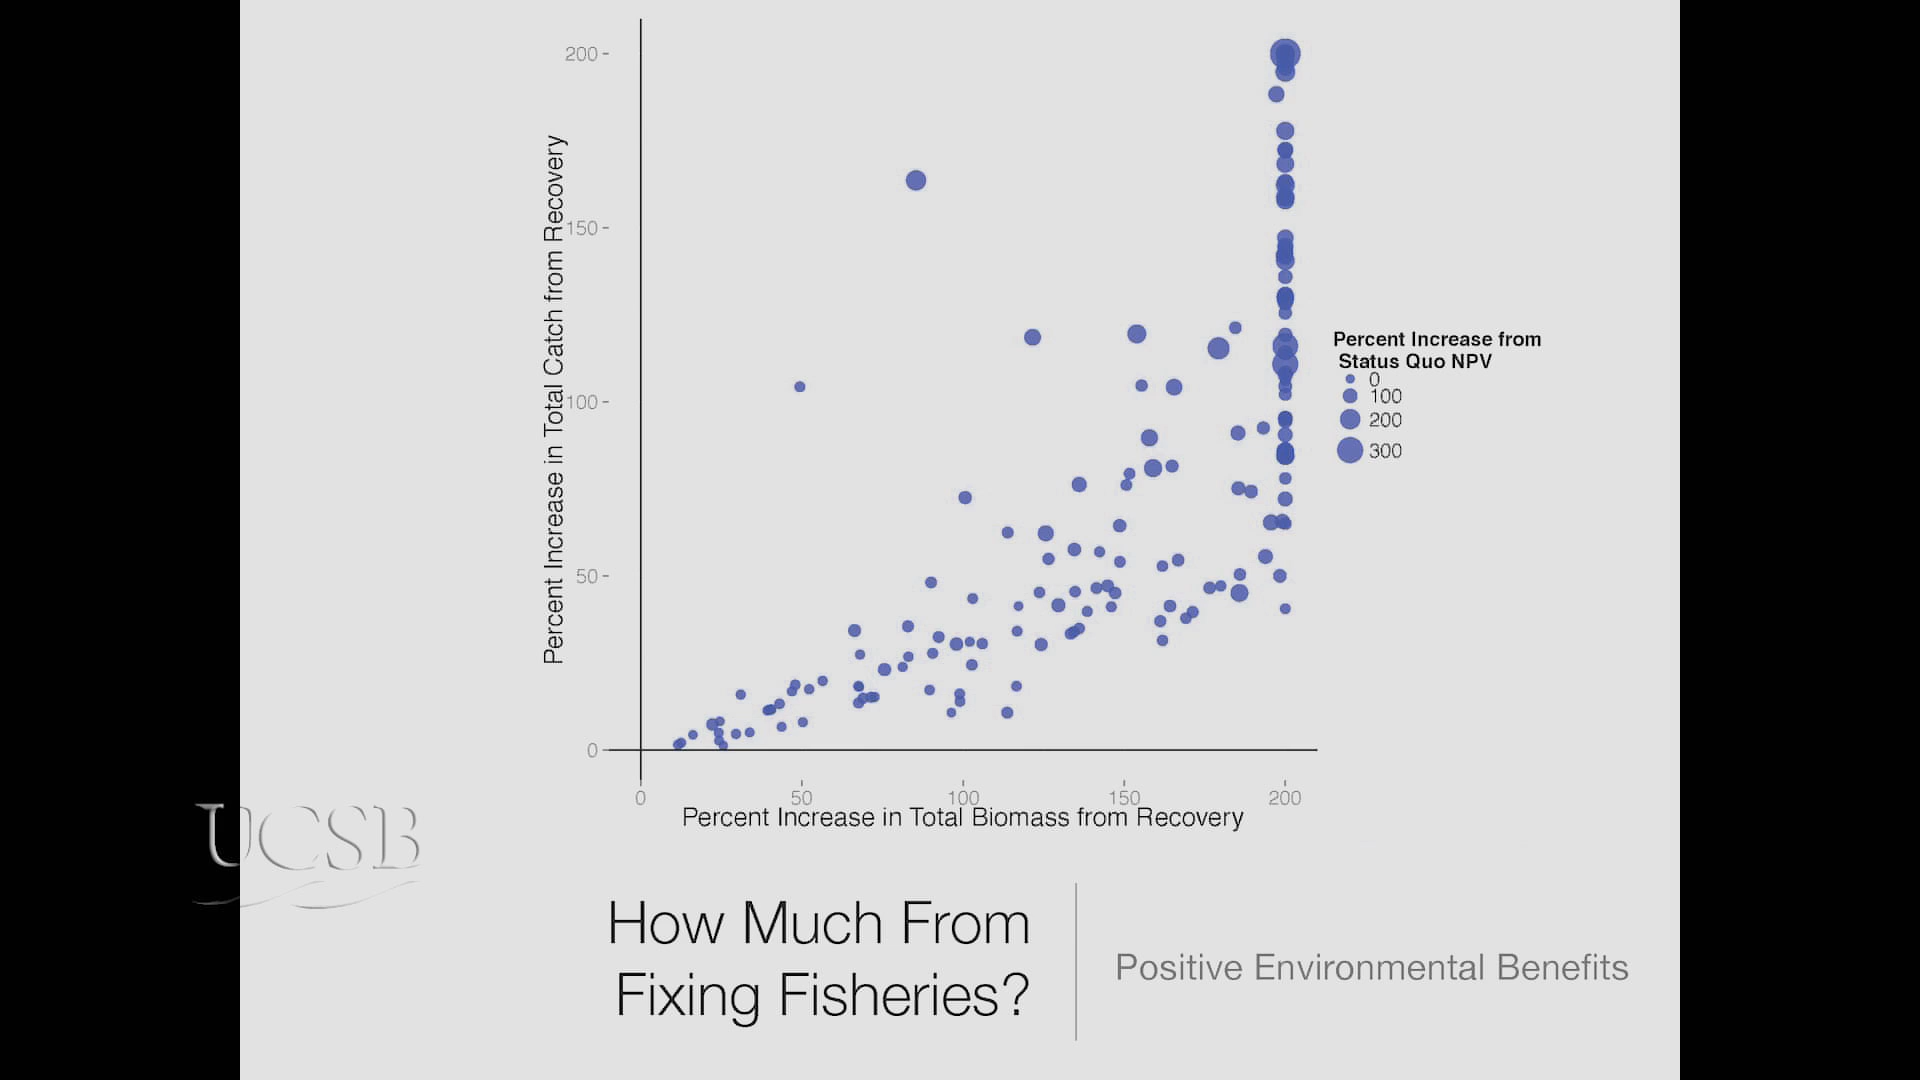 200
150
100
50
0
Percent Increase in Total Catch from Recovery
0
50
100
150
200
Percent Increase in Total Biomass from Recovery
Percent Increase from
Status Quo NPV
0
100
200
300
UCSB
How Much From
Fixing Fisheries?
Positive Environmental Benefits